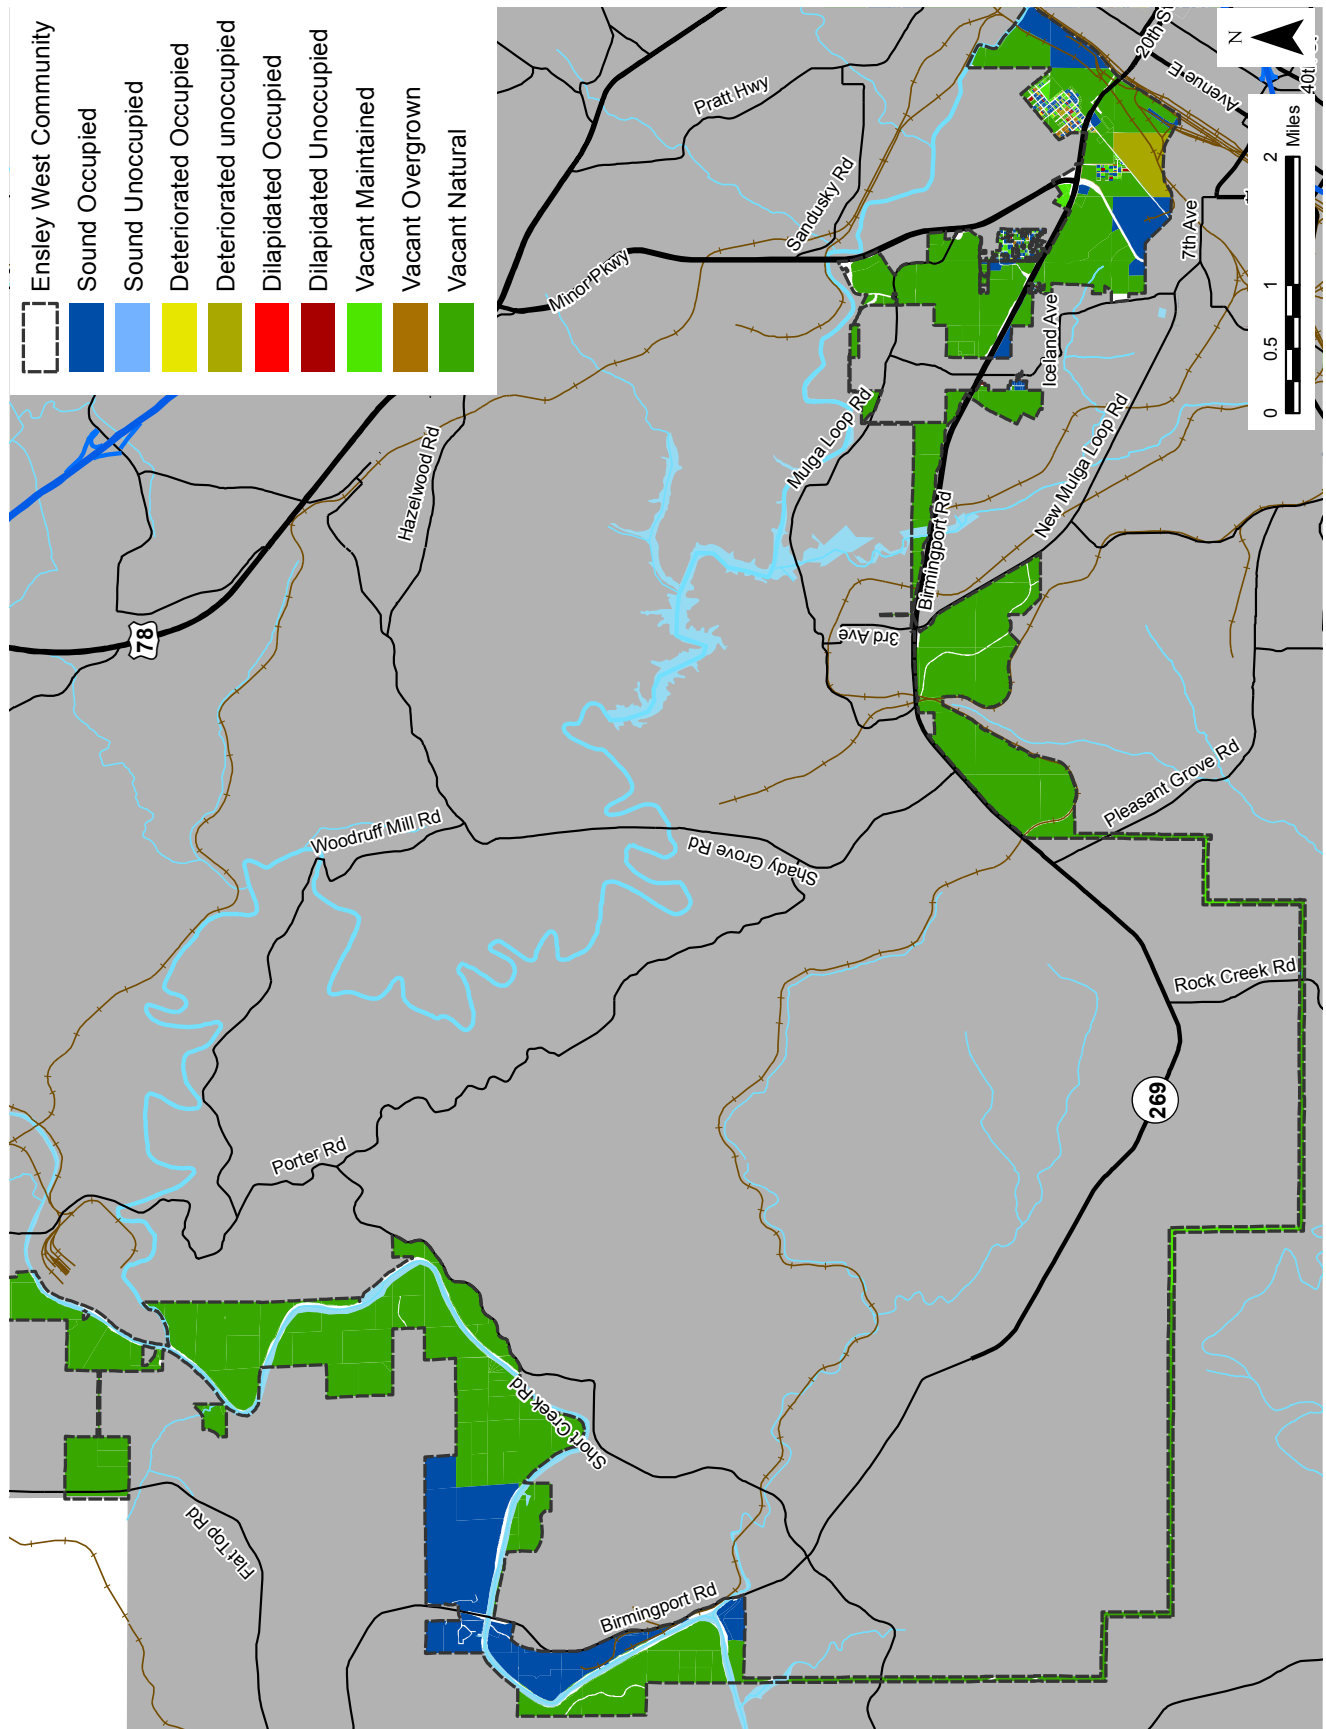 Ensley West Community
Sound Occupied
Sound Unoccupied
Deteriorated Occupied
Deteriorated unoccupied
Dilapidated Occupied
Dilapidated Unoccupied
Vacant Maintained
Vacant Overgrown
Vacant Natural
N
0 0.5 1 2
Miles
20th St
Avenue E
40th St
Pratt Hwy
Sandusky Rd
Minor Pkwy
7th Ave
Iceland Ave
Mulga Loop Rd
New Mulga Loop Rd
Hazelwood Rd
Birmingport Rd
3rd Ave
78
Pleasant Grove Rd
Woodruff Mill Rd
Shady Grove Rd
Rock Creek Rd
269
Porter Rd
Short Creek Rd
Flat Top Rd
Birmingport Rd